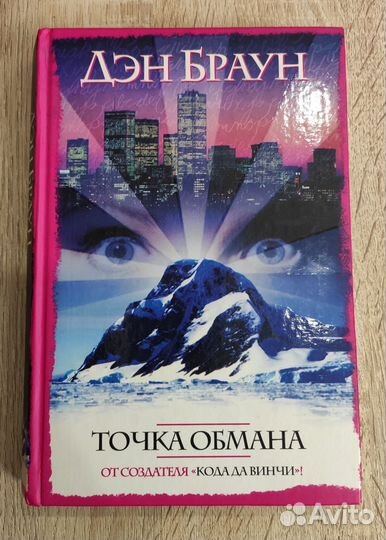 ДЭН БРАУН
ТОЧКА ОБМАНА
ОТ СОЗДАТЕЛЯ «КОДА ДА ВИНЧИ»!
Avito